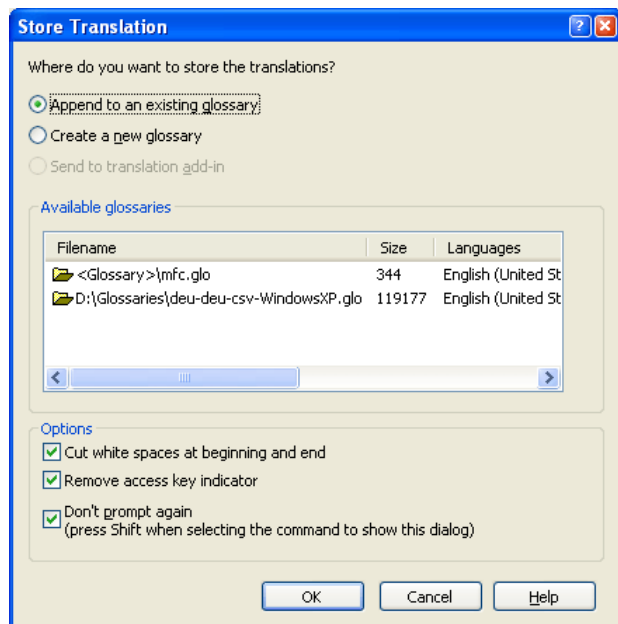 Store Translation
Where do you want to store the translations?
Append to an existing glossary
Create a new glossary
Send to translation add-in
Available glossaries
Filename Size Languages
<Glossary>\mfc.glo 344 English (United St
D:\Glossaries\deu-deu-csv-WindowsXP.glo 119177 English (United St
Options
Cut white spaces at beginning and end
Remove access key indicator
Don't prompt again
(press Shift when selecting the command to show this dialog)
OK Cancel Help